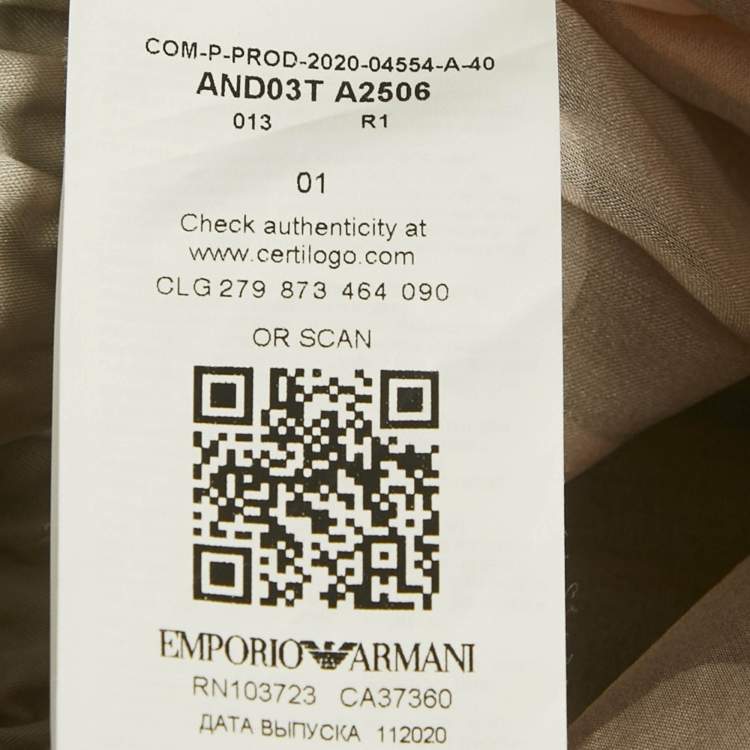 COM-P-PROD-2020-04554-A-40
AND03T A2506
013 R1
01
Check authenticity at
www.certilogo.com
CLG 279 873 464 090
OR SCAN
EMPORIO ARMANI
RN103723 CA37360
ДАТА ВЫПУСКА 112020